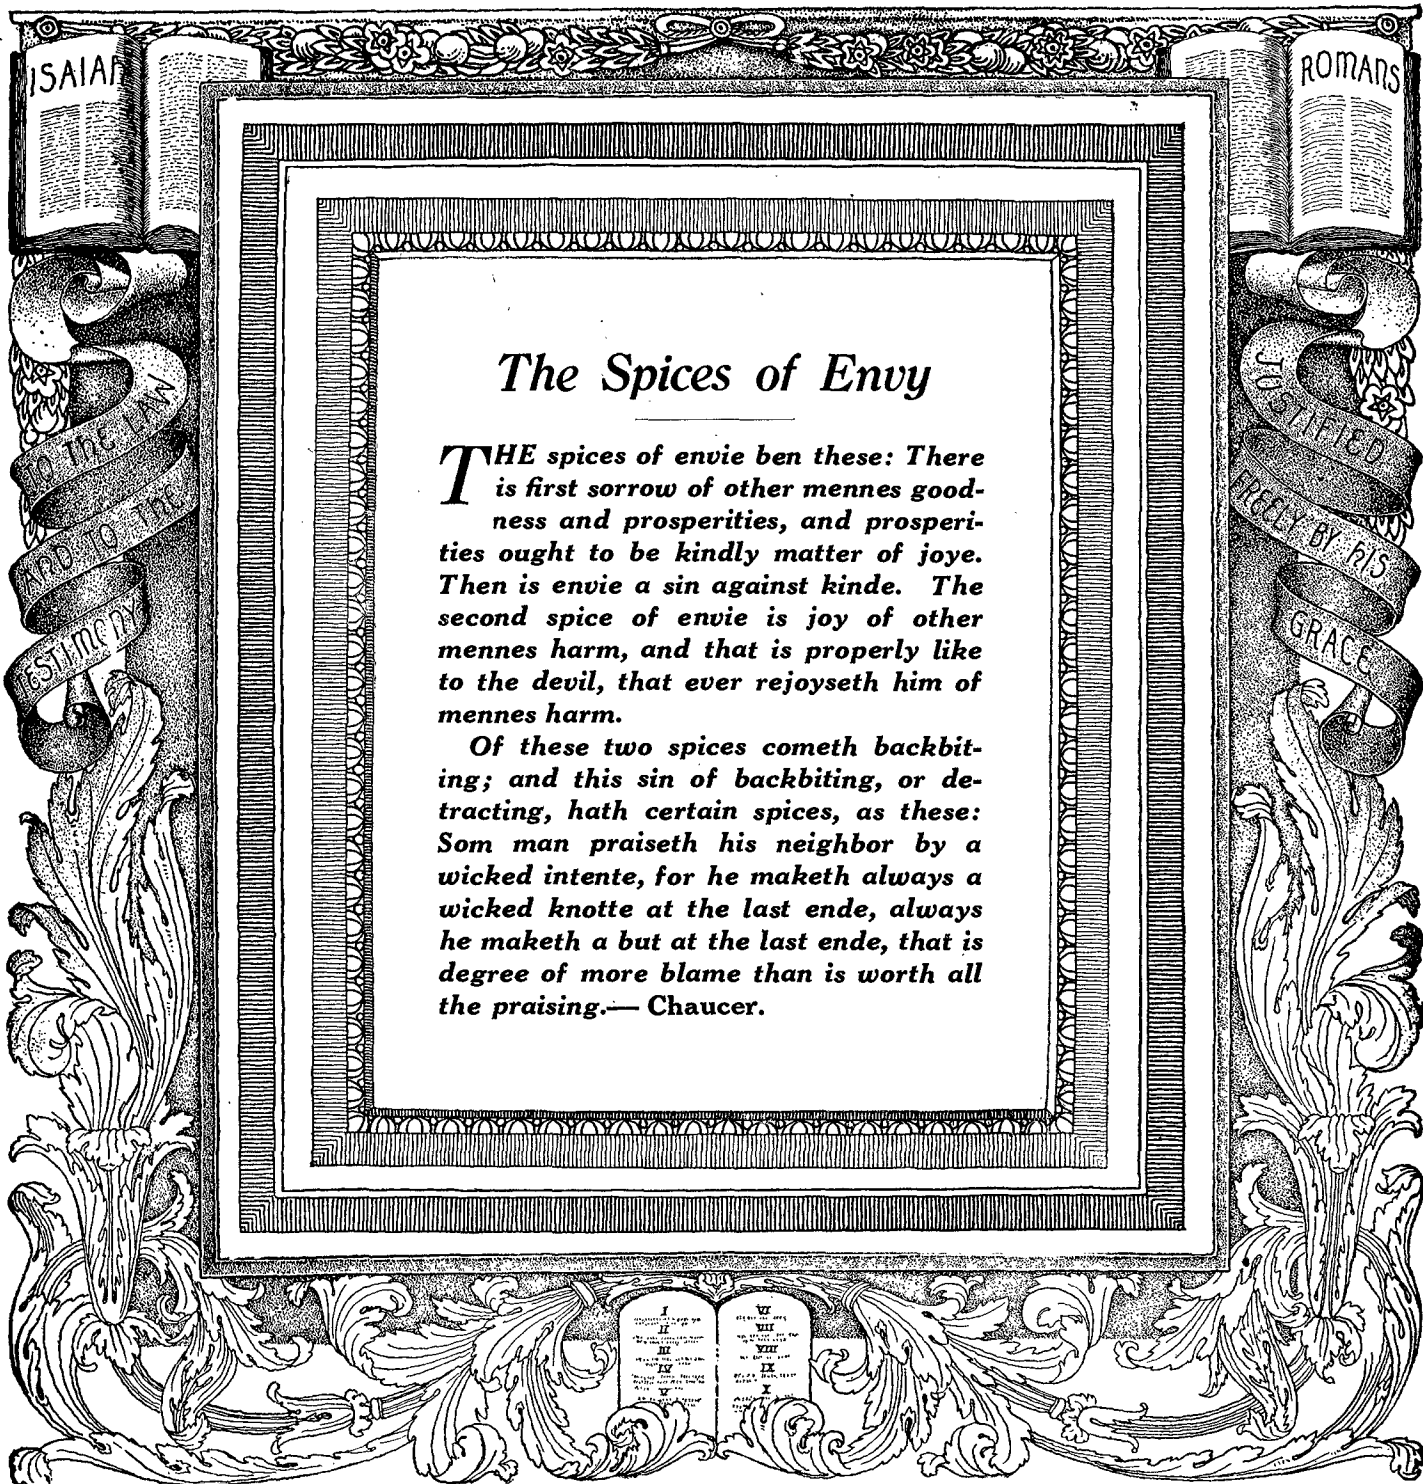 ISAIAH
ROMANS
TO THE LAW
AND TO THE
TESTIMONY
JUSTIFIED
FREELY BY HIS
GRACE
The Spices of Envy
THE spices of envie ben these: There
is first sorrow of other mennes good-
ness and prosperities, and prosperi-
ties ought to be kindly matter of joye.
Then is envie a sin against kinde. The
second spice of envie is joy of other
mennes harm, and that is properly like
to the devil, that ever rejoyseth him of
mennes harm.
Of these two spices cometh backbit-
ing; and this sin of backbiting, or de-
tracting, hath certain spices, as these:
Som man praiseth his neighbor by a
wicked intente, for he maketh always a
wicked knotte at the last ende, always
he maketh a but at the last ende, that is
degree of more blame than is worth all
the praising.— Chaucer.
I
II
III
IV
V
VI
VII
VIII
IX
X